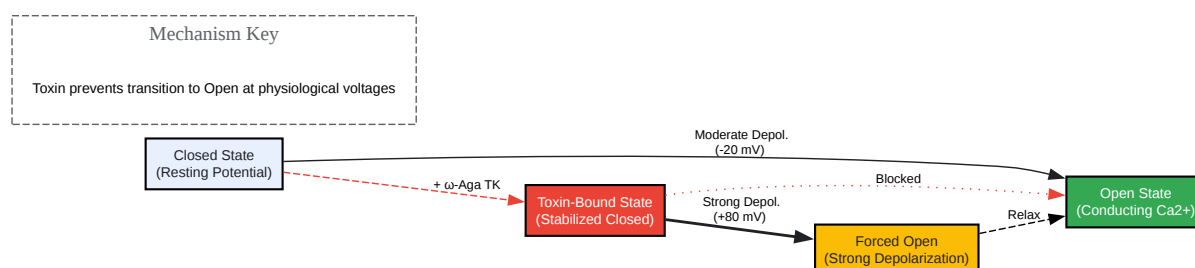 Mechanism Key
Toxin prevents transition to Open at physiological voltages
Closed State
(Resting Potential)
Moderate Depol.
(-20 mV)
+ ω-Aga TK
Toxin-Bound State
(Stabilized Closed)
Blocked
Strong Depol.
(+80 mV)
Open State
(Conducting Ca2+)
Relax
Forced Open
(Strong Depolarization)